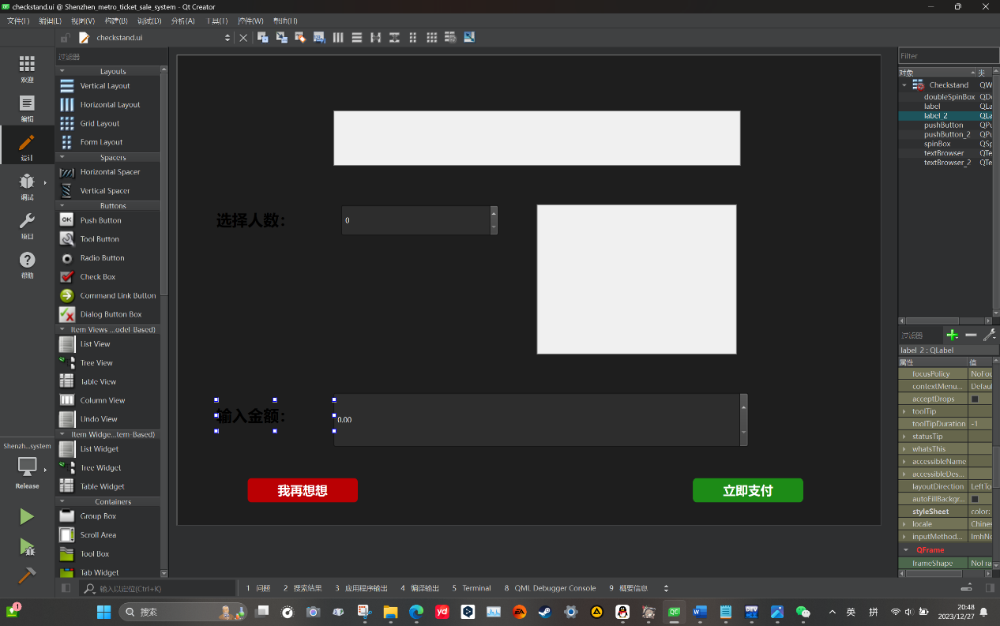 checkstand.ui @ Shenzhen_metro_ticket_sale_system - Qt Creator
文件(F) 编辑(E) 视图(V) 构建(B) 调试(D) 分析(A) 工具(T) 控件(W) 帮助(H)
checkstand.ui
过滤器
Filter
Layouts
Vertical Layout
Horizontal Layout
Grid Layout
Form Layout
Spacers
Horizontal Spacer
Vertical Spacer
Buttons
Push Button
Tool Button
Radio Button
Check Box
Command Link Button
Dialog Button Box
Item Views ...odel-Based)
List View
Tree View
Table View
Column View
Undo View
Item Widge...tem-Based)
List Widget
Tree Widget
Table Widget
Containers
Group Box
Scroll Area
Tool Box
Tab Widget
欢迎
编辑
设计
调试
项目
帮助
Shenzh...system
Release
选择人数：
0
输入金额：
0.00
我再想想
立即支付
对象 类
Checkstand QW
doubleSpinBox QDo
label QLa
label_2 QLa
pushButton QPu
pushButton_2 QPu
spinBox QSp
textBrowser QTe
textBrowser_2 QTe
过滤器
label_2 : QLabel
属性 值
focusPolicy NoFoc
contextMenu... Defaul
acceptDrops
toolTip
toolTipDuration -1
statusTip
whatsThis
accessibleName
accessibleDes...
layoutDirection LeftTo
autoFillBackgr...
styleSheet color:
locale Chines
inputMethod... ImhNo
QFrame
frameShape NoFra
输入以定位(Ctrl+K)
1 问题 2 搜索结果 3 应用程序输出 4 编译输出 5 Terminal 8 QML Debugger Console 9 概要信息
1
搜索
yd
EA
QC
W
DEV
英
拼
20:48
2023/12/27